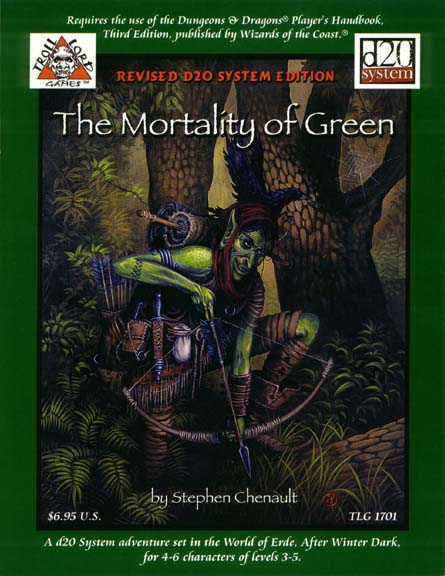 Requires the use of the Dungeons & Dragons® Player's Handbook,
Third Edition, published by Wizards of the Coast.®
TROLL LORD
GAMES™
d20
system
REVISED D20 SYSTEM EDITION
The Mortality of Green
by Stephen Chenault
$6.95 U.S.
TLG 1701
A d20 System adventure set in the World of Erde, After Winter Dark,
for 4-6 characters of levels 3-5.